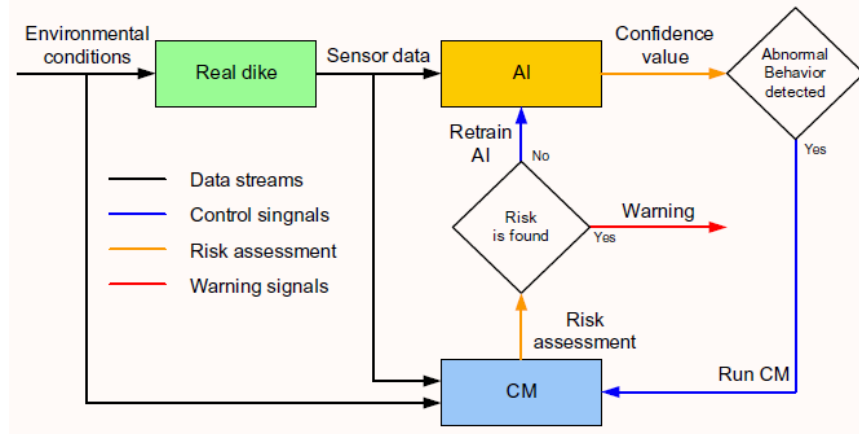 Environmental
conditions
Real dike
Sensor data
AI
Confidence
value
Abnormal
Behavior
detected
Yes
Retrain
AI
No
Risk
is found
Yes
Warning
Data streams
Control singnals
Risk assessment
Warning signals
Risk
assessment
CM
Run CM